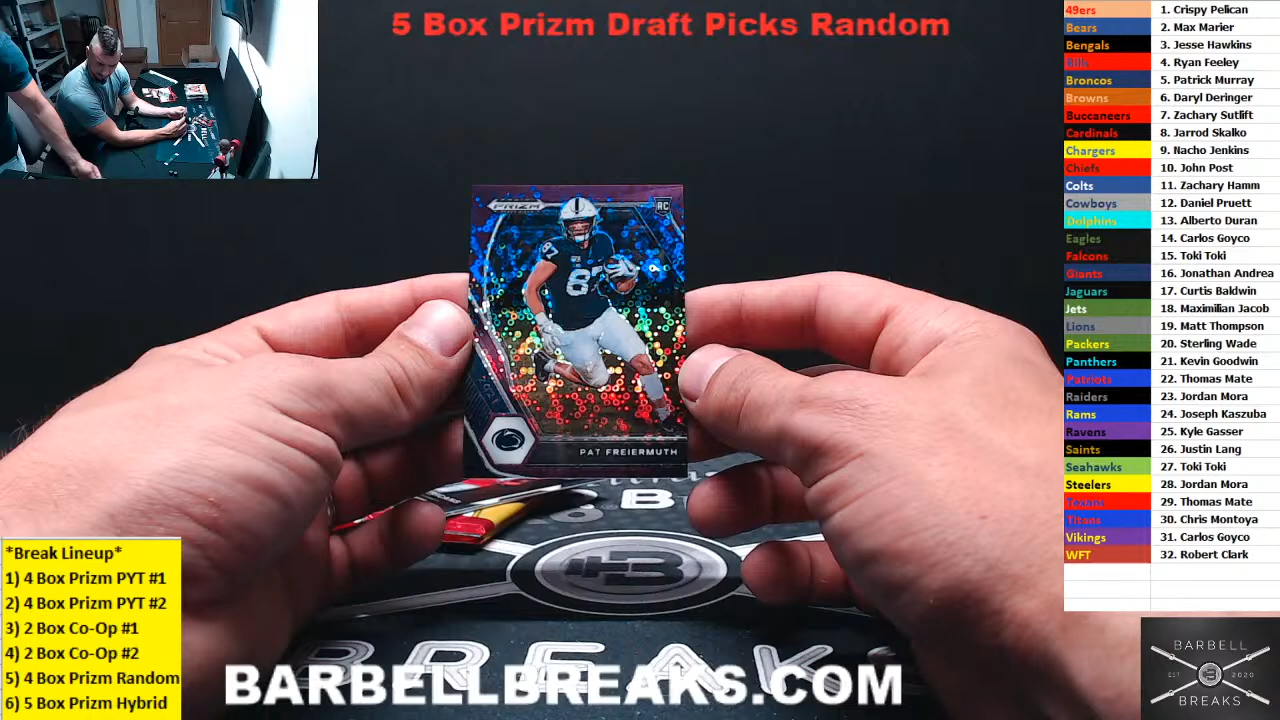 5 Box Prizm Draft Picks Random
49ers 1. Crispy Pelican
Bears 2. Max Marier
Bengals 3. Jesse Hawkins
Bills 4. Ryan Feeley
Broncos 5. Patrick Murray
Browns 6. Daryl Deringer
Buccaneers 7. Zachary Sutlift
Cardinals 8. Jarrod Skalko
Chargers 9. Nacho Jenkins
Chiefs 10. John Post
Colts 11. Zachary Hamm
Cowboys 12. Daniel Pruett
Dolphins 13. Alberto Duran
Eagles 14. Carlos Goyco
Falcons 15. Toki Toki
Giants 16. Jonathan Andrea
Jaguars 17. Curtis Baldwin
Jets 18. Maximilian Jacob
Lions 19. Matt Thompson
Packers 20. Sterling Wade
Panthers 21. Kevin Goodwin
Patriots 22. Thomas Mate
Raiders 23. Jordan Mora
Rams 24. Joseph Kaszuba
Ravens 25. Kyle Gasser
Saints 26. Justin Lang
Seahawks 27. Toki Toki
Steelers 28. Jordan Mora
Texans 29. Thomas Mate
Titans 30. Chris Montoya
Vikings 31. Carlos Goyco
WFT 32. Robert Clark
PRIZM
RC
87
87
PAT FREIERMUTH
*Break Lineup*
1) 4 Box Prizm PYT #1
2) 4 Box Prizm PYT #2
3) 2 Box Co-Op #1
4) 2 Box Co-Op #2
5) 4 Box Prizm Random
6) 5 Box Prizm Hybrid
B
BREAKS
BARBELLBREAKS.COM
BARBELL
EST 2020
BREAKS